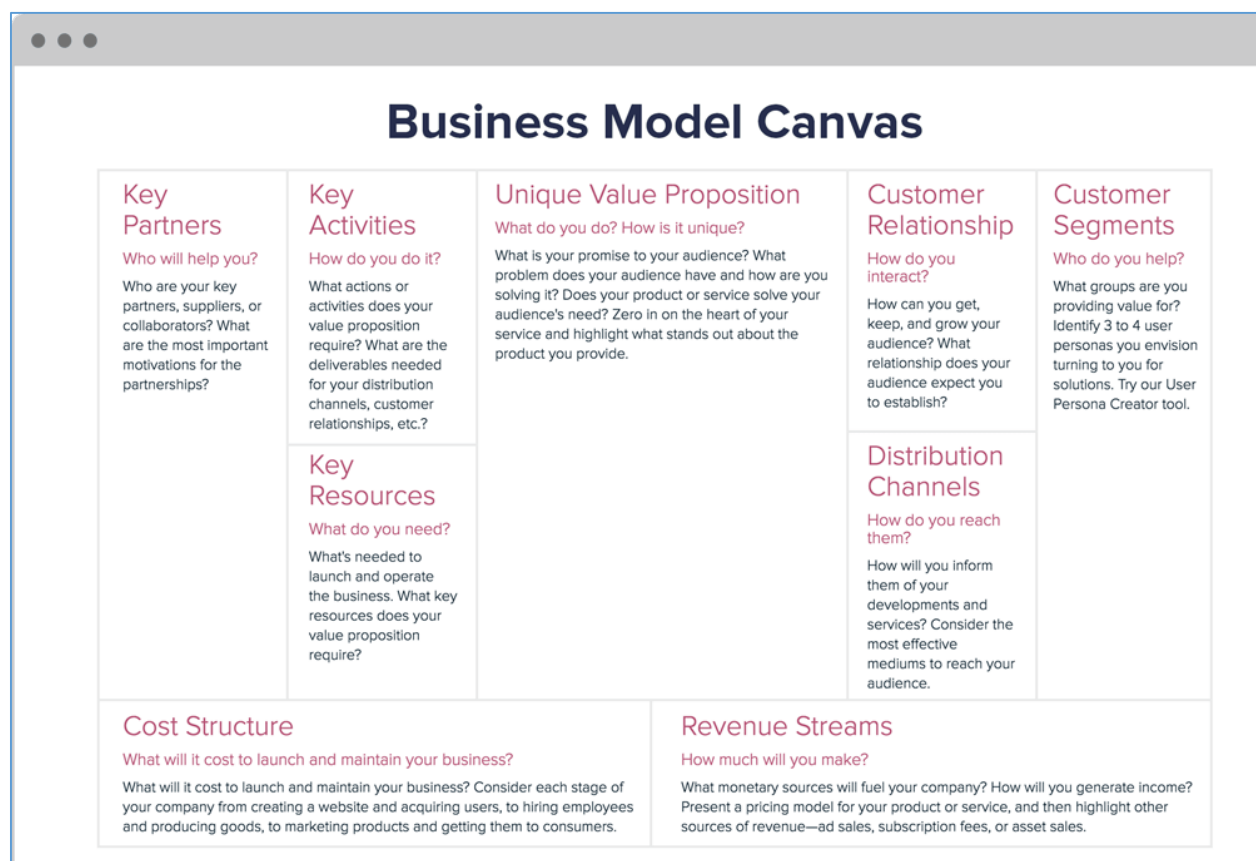 Business Model Canvas
Key
Partners
Who will help you?
Who are your key
partners, suppliers, or
collaborators? What
are the most important
motivations for the
partnerships?
Key
Activities
How do you do it?
What actions or
activities does your
value proposition
require? What are the
deliverables needed
for your distribution
channels, customer
relationships, etc.?
Key
Resources
What do you need?
What's needed to
launch and operate
the business. What key
resources does your
value proposition
require?
Unique Value Proposition
What do you do? How is it unique?
What is your promise to your audience? What
problem does your audience have and how are you
solving it? Does your product or service solve your
audience's need? Zero in on the heart of your
service and highlight what stands out about the
product you provide.
Customer
Relationship
How do you
interact?
How can you get,
keep, and grow your
audience? What
relationship does your
audience expect you
to establish?
Distribution
Channels
How do you reach
them?
How will you inform
them of your
developments and
services? Consider the
most effective
mediums to reach your
audience.
Customer
Segments
Who do you help?
What groups are you
providing value for?
Identify 3 to 4 user
personas you envision
turning to you for
solutions. Try our User
Persona Creator tool.
Cost Structure
What will it cost to launch and maintain your business?
What will it cost to launch and maintain your business? Consider each stage of
your company from creating a website and acquiring users, to hiring employees
and producing goods, to marketing products and getting them to consumers.
Revenue Streams
How much will you make?
What monetary sources will fuel your company? How will you generate income?
Present a pricing model for your product or service, and then highlight other
sources of revenue—ad sales, subscription fees, or asset sales.